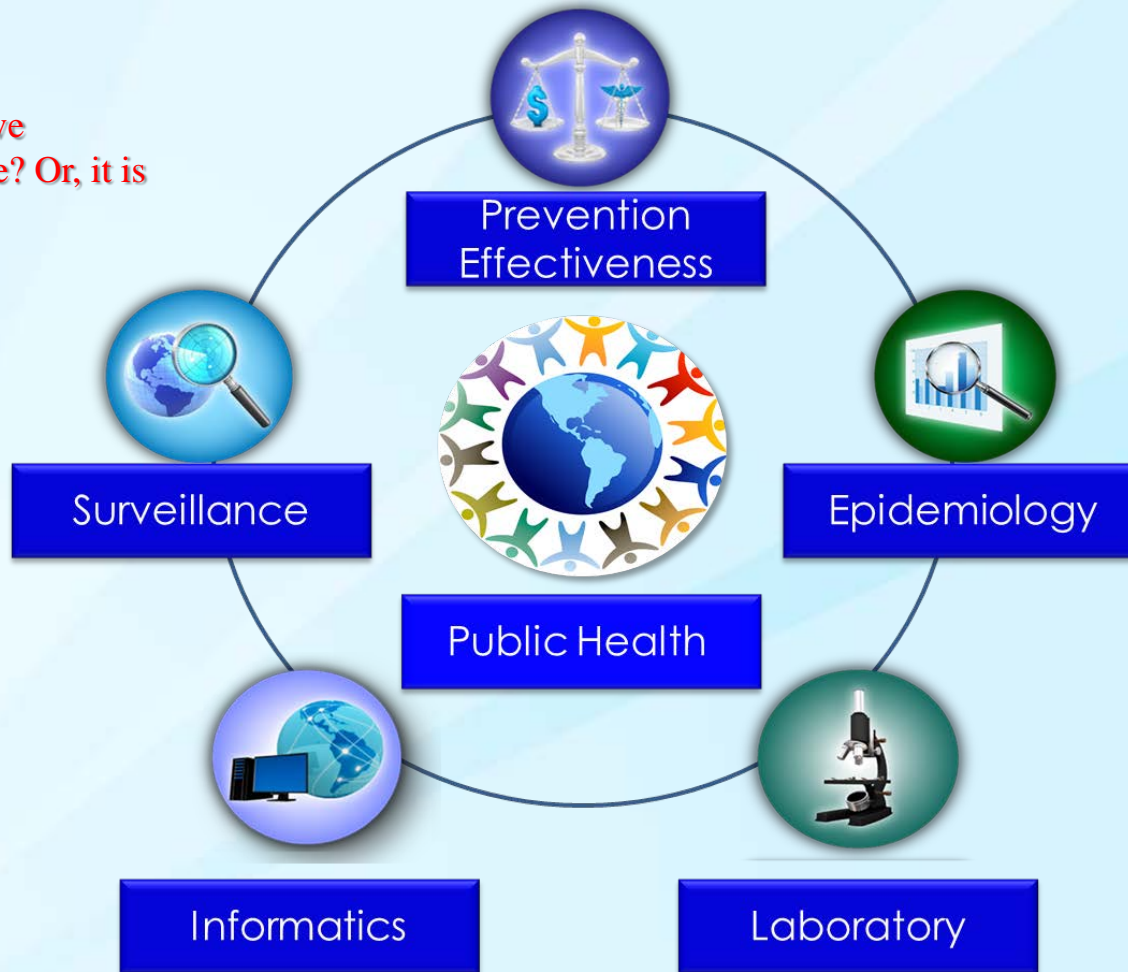 ve
e? Or, it is
Prevention
Effectiveness
Surveillance
Epidemiology
Public Health
Informatics
Laboratory